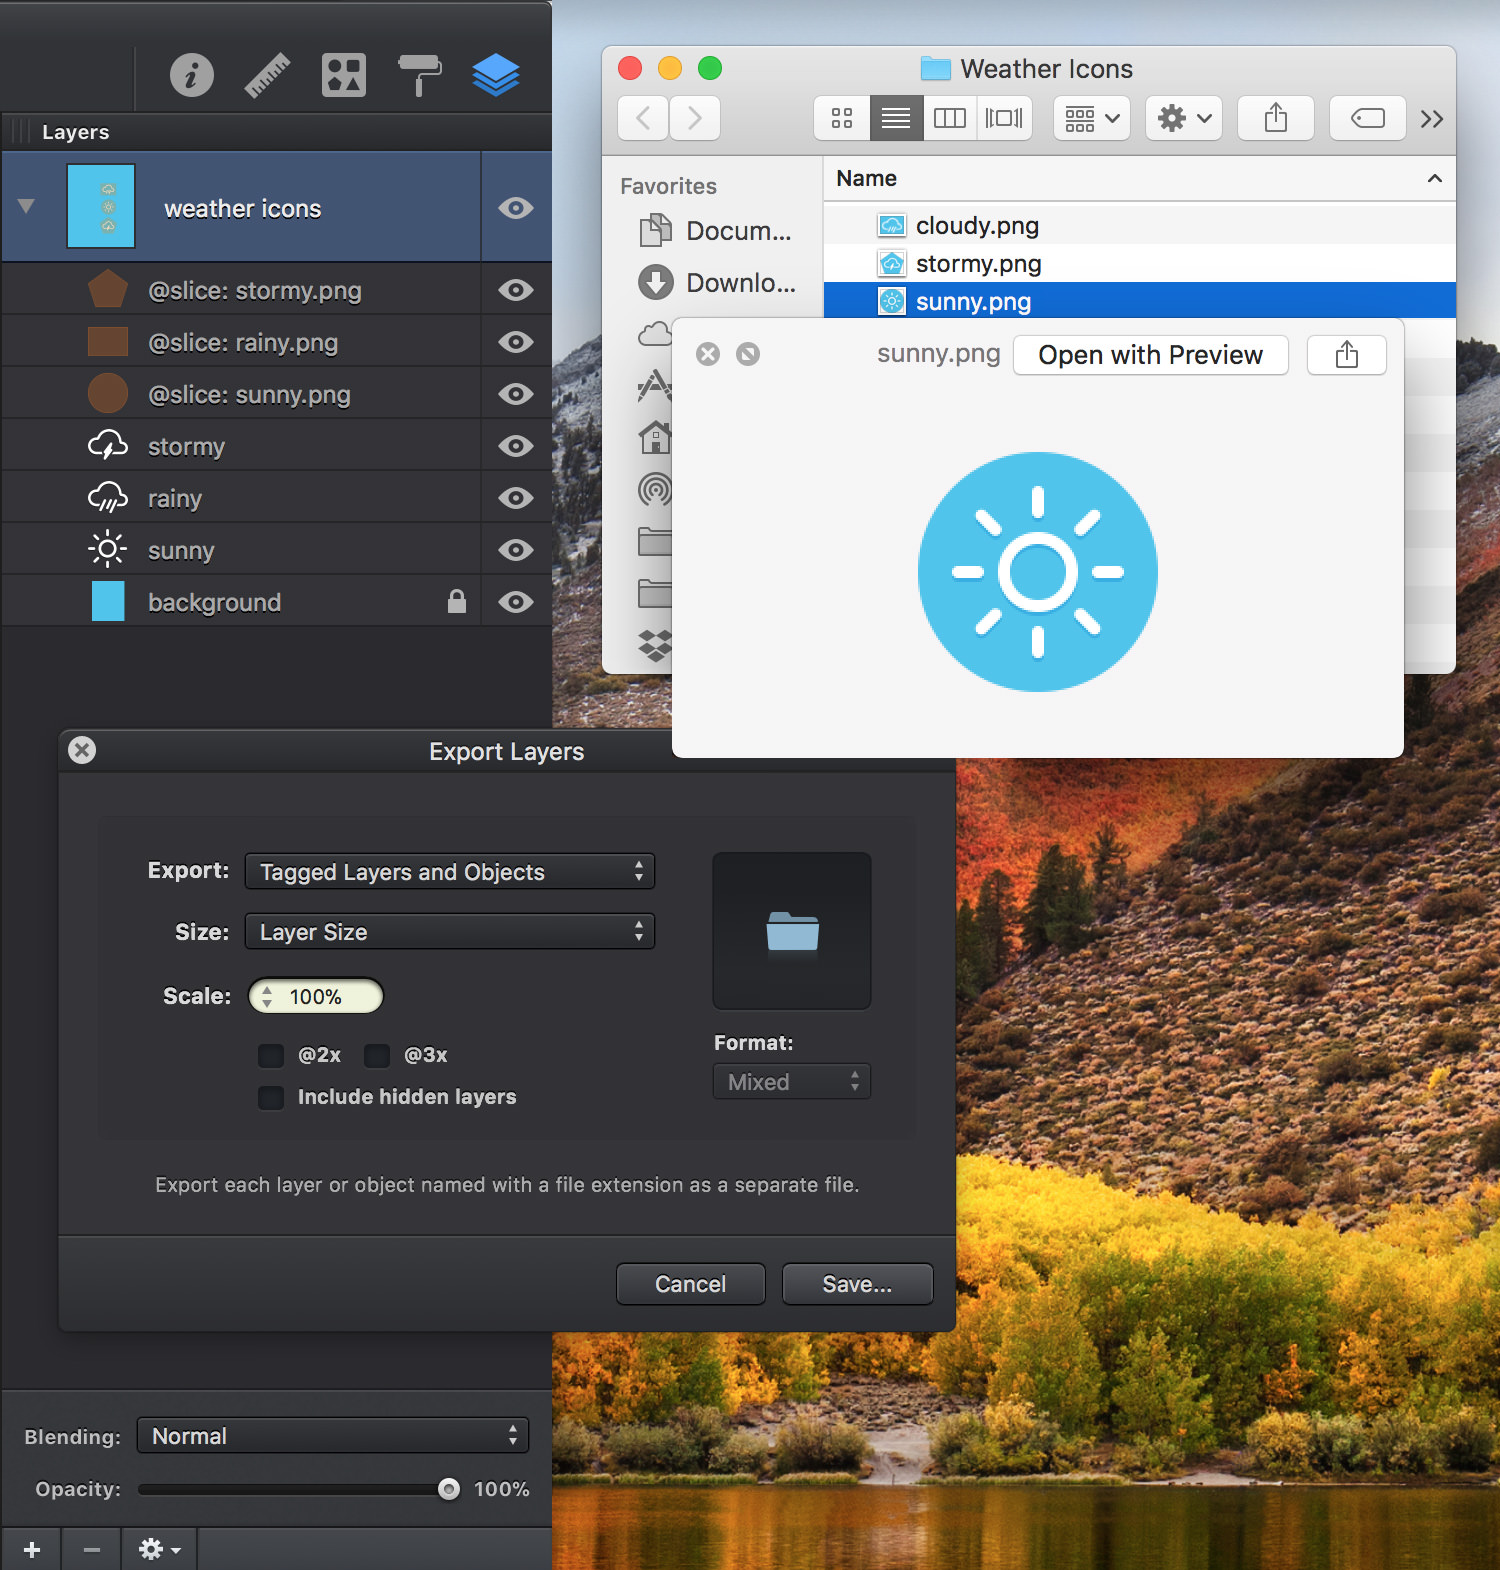 Layers
weather icons
@slice: stormy.png
@slice: rainy.png
@slice: sunny.png
stormy
rainy
sunny
background
Weather Icons
Favorites
Docum...
Downlo...
Name
cloudy.png
stormy.png
sunny.png
sunny.png
Open with Preview
Export Layers
Export:
Tagged Layers and Objects
Size:
Layer Size
Scale:
100%
@2x
@3x
Include hidden layers
Format:
Mixed
Export each layer or object named with a file extension as a separate file.
Cancel
Save...
Blending:
Normal
Opacity:
100%